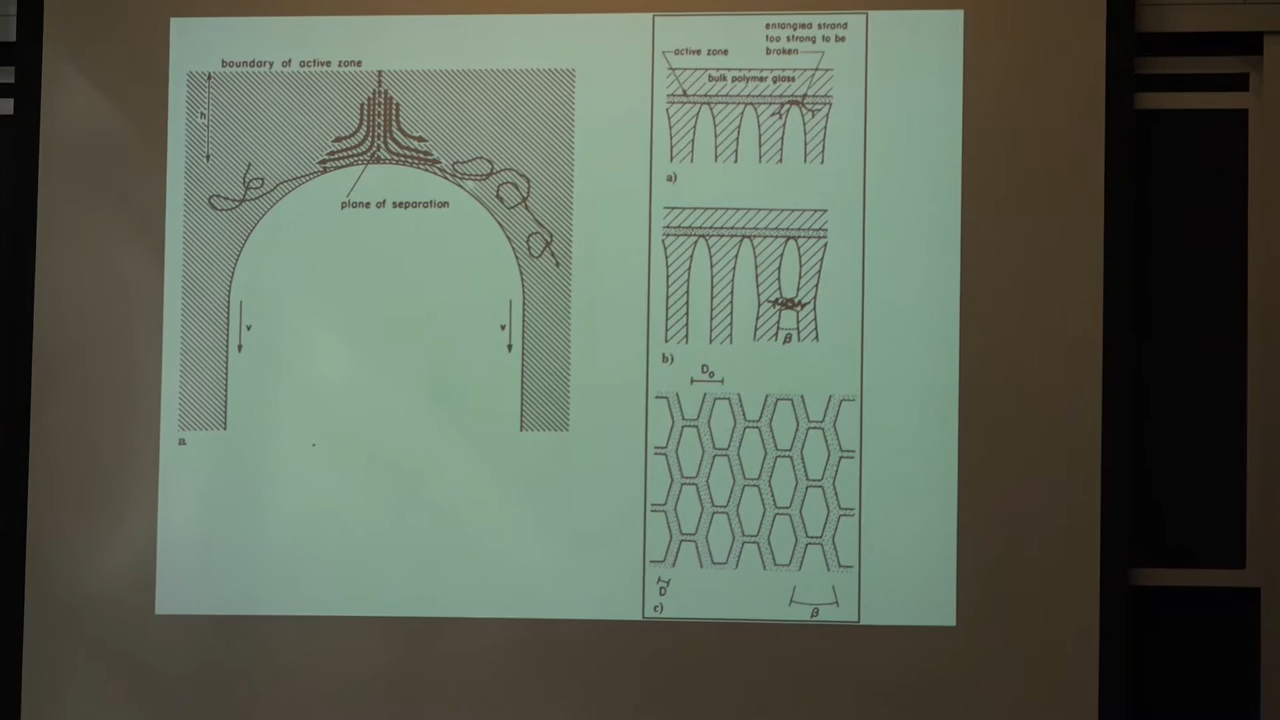 boundary of active zone
h
plane of separation
v
v
a
entangled strand
too strong to be
active zone
broken
bulk polymer glass
a)
β
b)
D₀
D
c)
β